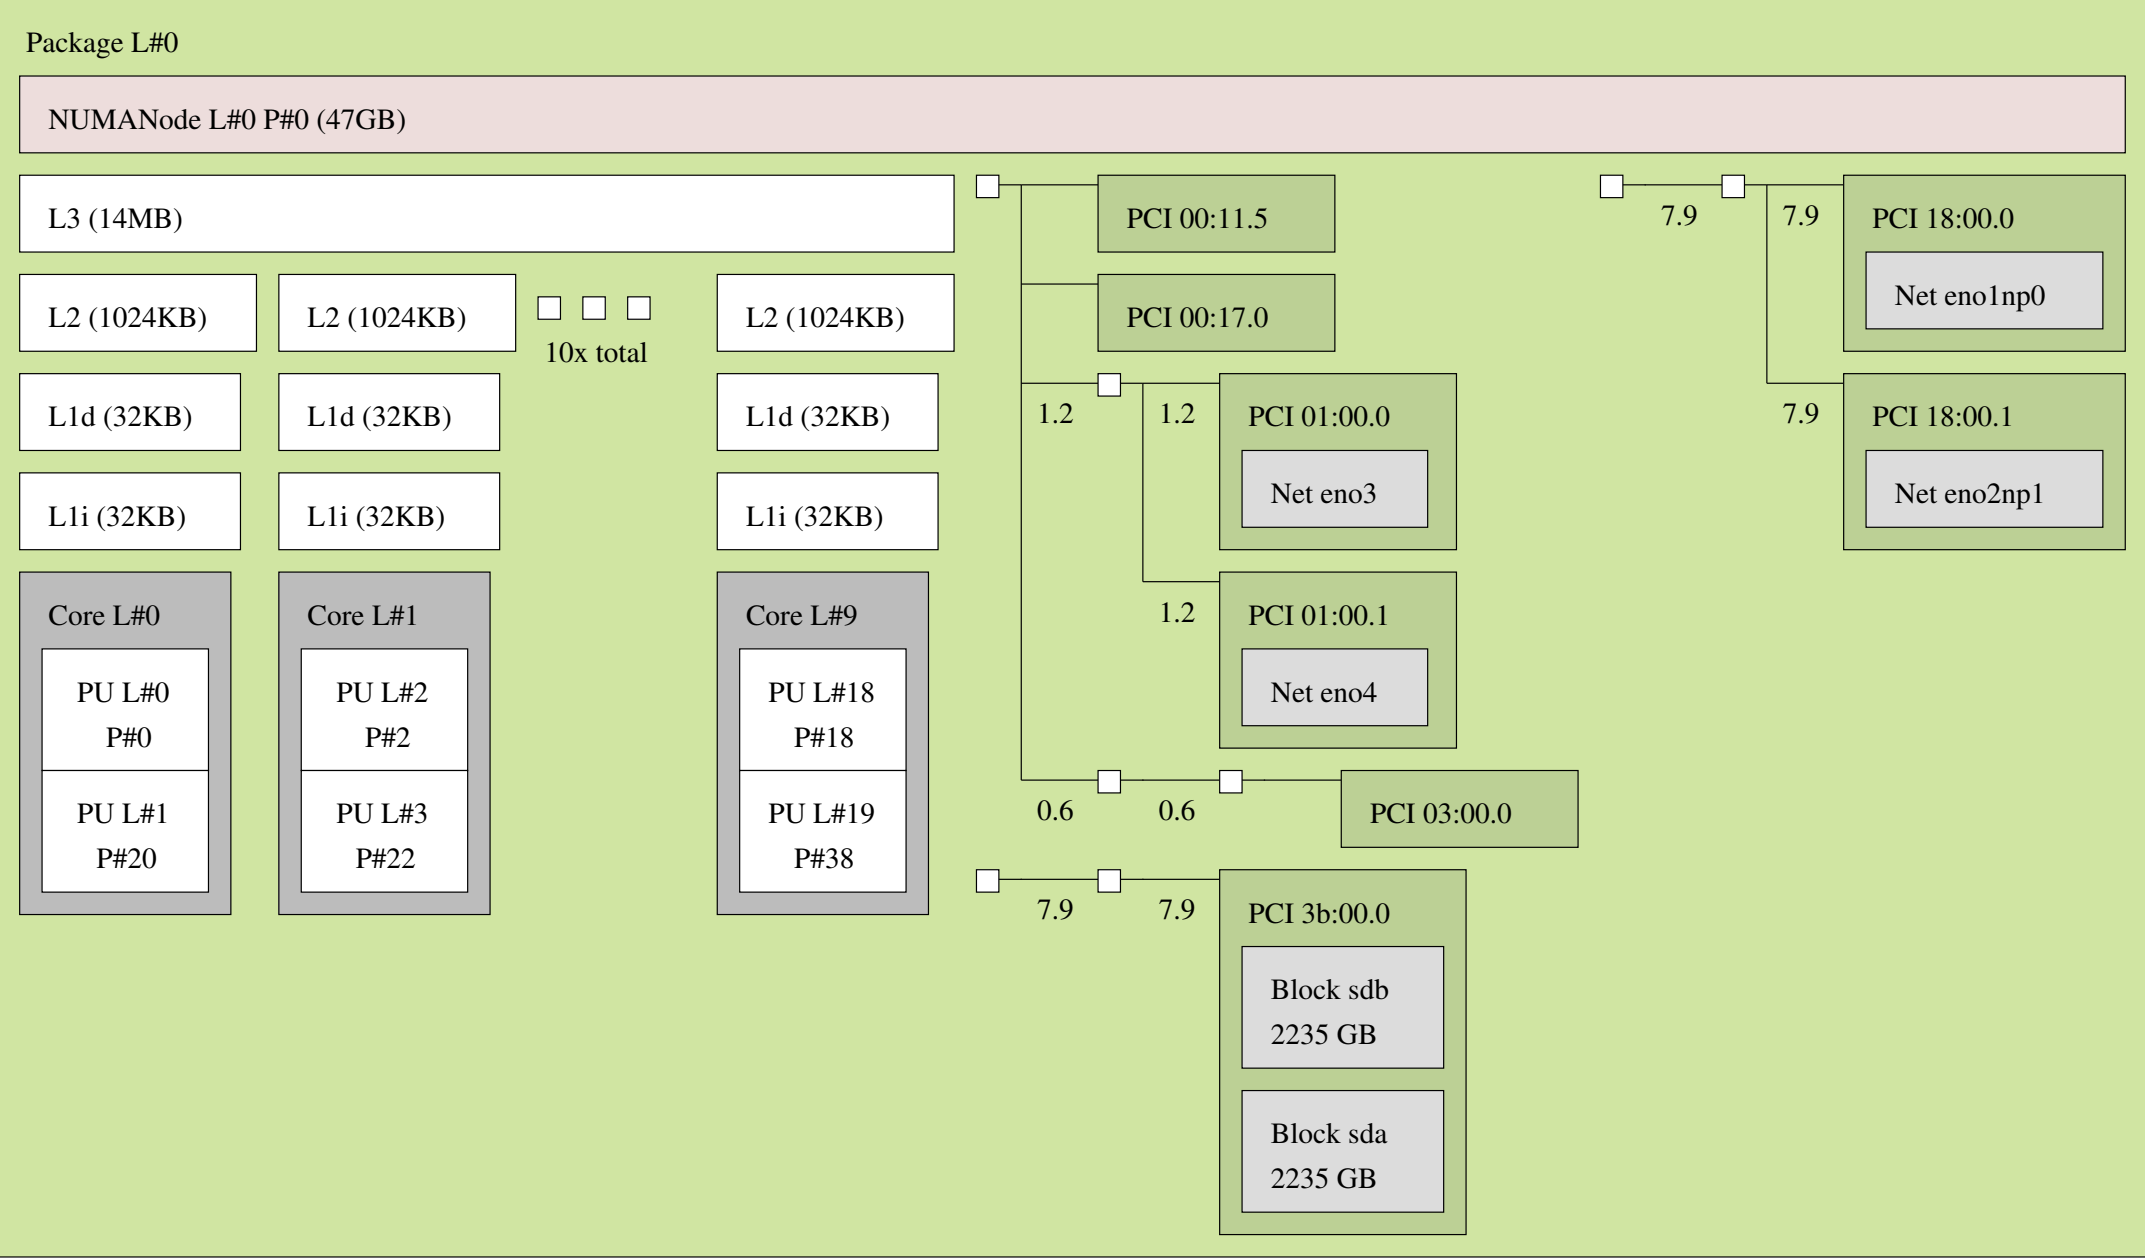 Package L#0
NUMANode L#0 P#0 (47GB)
L3 (14MB)
L2 (1024KB)
L2 (1024KB)
10x total
L2 (1024KB)
L1d (32KB)
L1d (32KB)
L1d (32KB)
L1i (32KB)
L1i (32KB)
L1i (32KB)
Core L#0
PU L#0
P#0
PU L#1
P#20
Core L#1
PU L#2
P#2
PU L#3
P#22
Core L#9
PU L#18
P#18
PU L#19
P#38
PCI 00:11.5
PCI 00:17.0
1.2
1.2
PCI 01:00.0
Net eno3
1.2
PCI 01:00.1
Net eno4
0.6
0.6
PCI 03:00.0
7.9
7.9
PCI 3b:00.0
Block sdb
2235 GB
Block sda
2235 GB
7.9
7.9
PCI 18:00.0
Net eno1np0
7.9
PCI 18:00.1
Net eno2np1